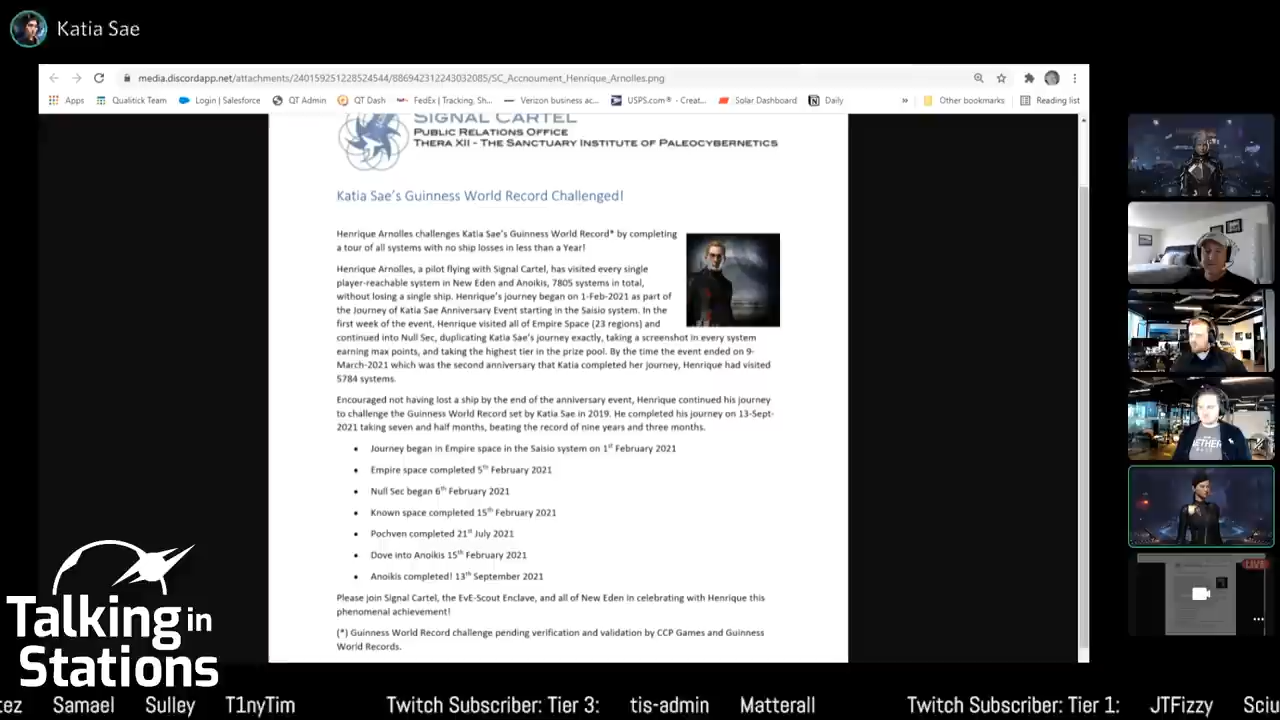 Katia Sae
media.discordapp.net/attachments/240159251228524544/886942312243032085/SC_Accnoument_Henrique_Arnolles.png
Apps Qualitick Team Login | Salesforce QT Admin QT Dash FedEx | Tracking, Sh... Verizon business ac... USPS.com® - Creat... Solar Dashboard Daily » Other bookmarks Reading list
SIGNAL CARTEL
PUBLIC RELATIONS OFFICE
THERA XII - THE SANCTUARY INSTITUTE OF PALEOCYBERNETICS
Katia Sae's Guinness World Record Challenged!
Henrique Arnolles challenges Katia Sae's Guinness World Record* by completing
a tour of all systems with no ship losses in less than a Year!
Henrique Arnolles, a pilot flying with Signal Cartel, has visited every single
player-reachable system in New Eden and Anoikis, 7805 systems in total,
without losing a single ship. Henrique's journey began on 1-Feb-2021 as part of
the Journey of Katia Sae Anniversary Event starting in the Saisio system. In the
first week of the event, Henrique visited all of Empire Space (23 regions) and
continued into Null Sec, duplicating Katia Sae's journey exactly, taking a screenshot in every system
earning max points, and taking the highest tier in the prize pool. By the time the event ended on 9-
March-2021 which was the second anniversary that Katia completed her journey, Henrique had visited
5784 systems.
Encouraged not having lost a ship by the end of the anniversary event, Henrique continued his journey
to challenge the Guinness World Record set by Katia Sae in 2019. He completed his journey on 13-Sept-
2021 taking seven and half months, beating the record of nine years and three months.
• Journey began in Empire space in the Saisio system on 1st February 2021
• Empire space completed 5th February 2021
• Null Sec began 6th February 2021
• Known space completed 15th February 2021
• Pochven completed 21st July 2021
• Dove into Anoikis 15th February 2021
• Anoikis completed! 13th September 2021
Please join Signal Cartel, the EvE-Scout Enclave, and all of New Eden in celebrating with Henrique this
phenomenal achievement!
(*) Guinness World Record challenge pending verification and validation by CCP Games and Guinness
World Records.
LIVE
Talking in
Stations
tez Samael Sulley T1nyTim Twitch Subscriber: Tier 3: tis-admin Matterall Twitch Subscriber: Tier 1: JTFizzy Sciu